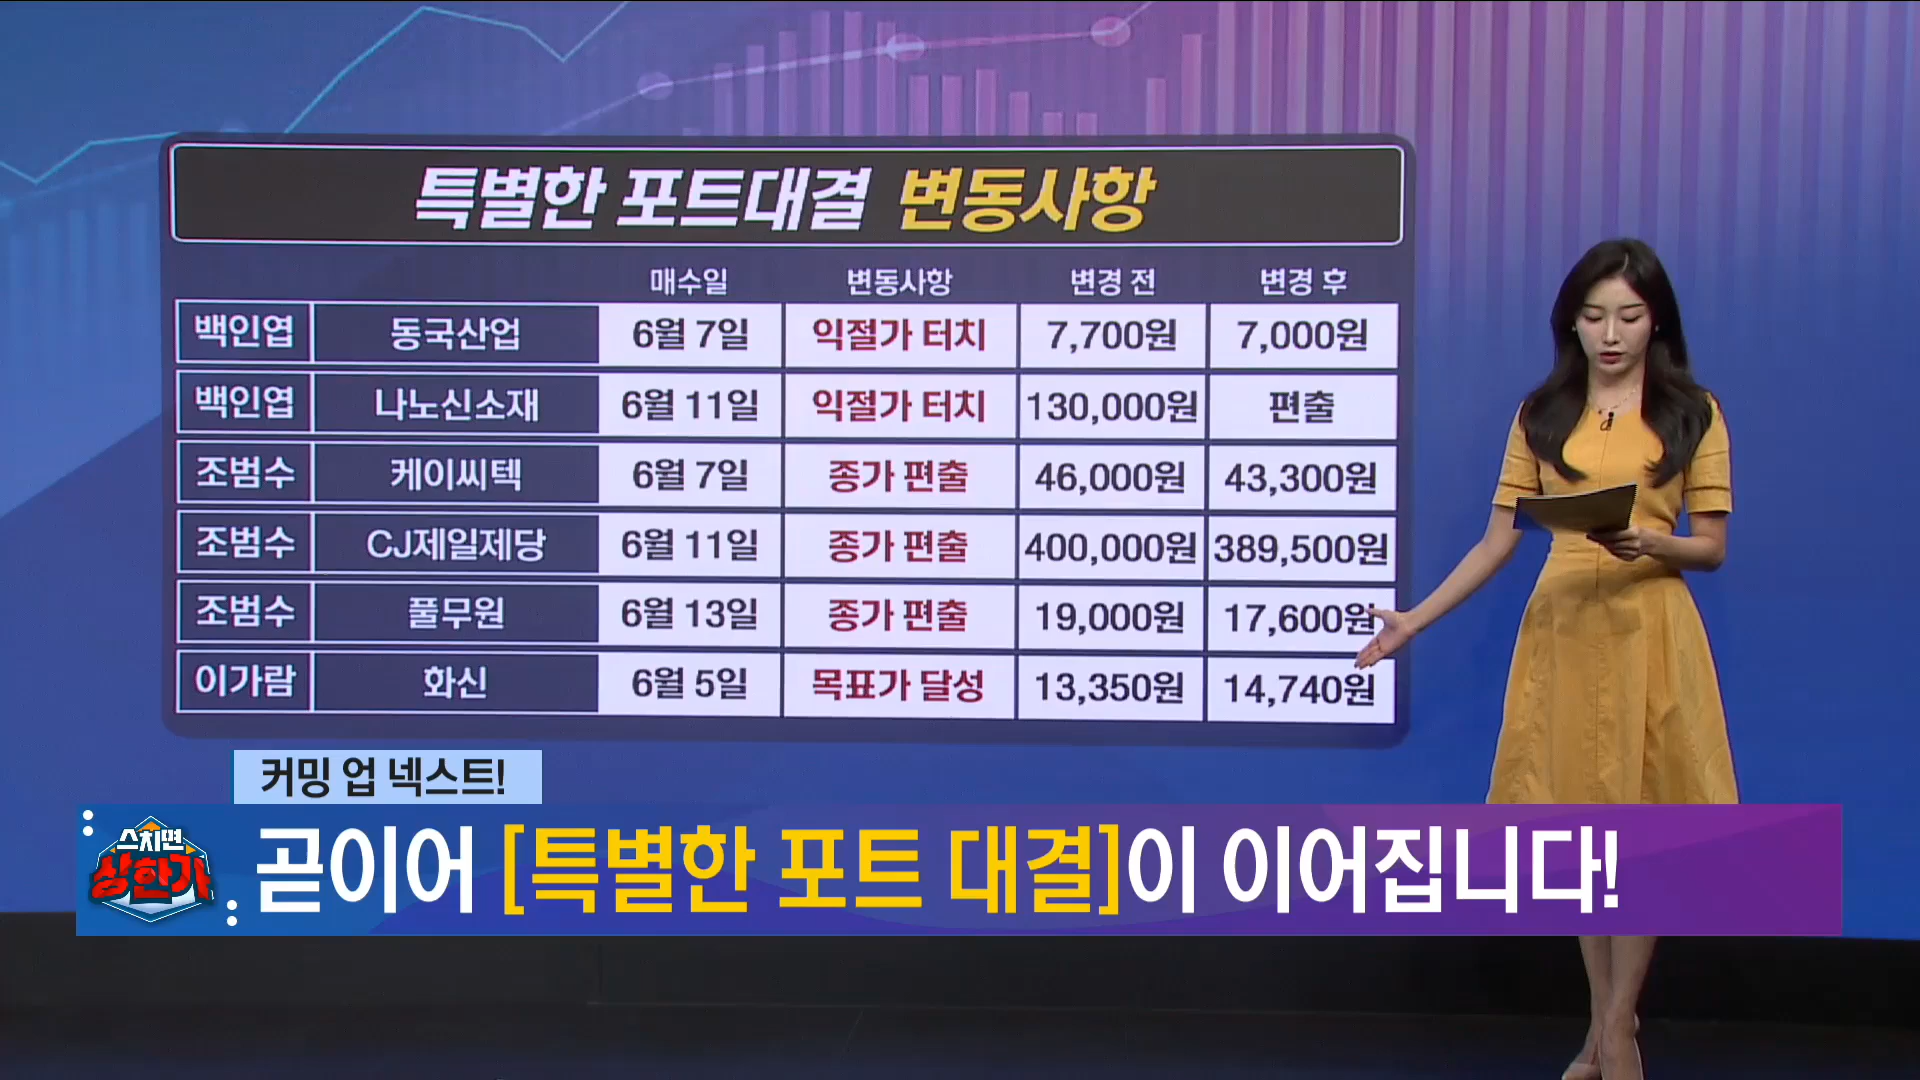 특별한 포트대결 변동사항
매수일 변동사항 변경 전 변경 후
백인엽 동국산업 6월 7일 익절가 터치 7,700원 7,000원
백인엽 나노신소재 6월 11일 익절가 터치 130,000원 편출
조범수 케이씨텍 6월 7일 종가 편출 46,000원 43,300원
조범수 CJ제일제당 6월 11일 종가 편출 400,000원 389,500원
조범수 풀무원 6월 13일 종가 편출 19,000원 17,600원
이가람 화신 6월 5일 목표가 달성 13,350원 14,740원
커밍 업 넥스트!
스치면
상한가
곧이어 [특별한 포트 대결]이 이어집니다!